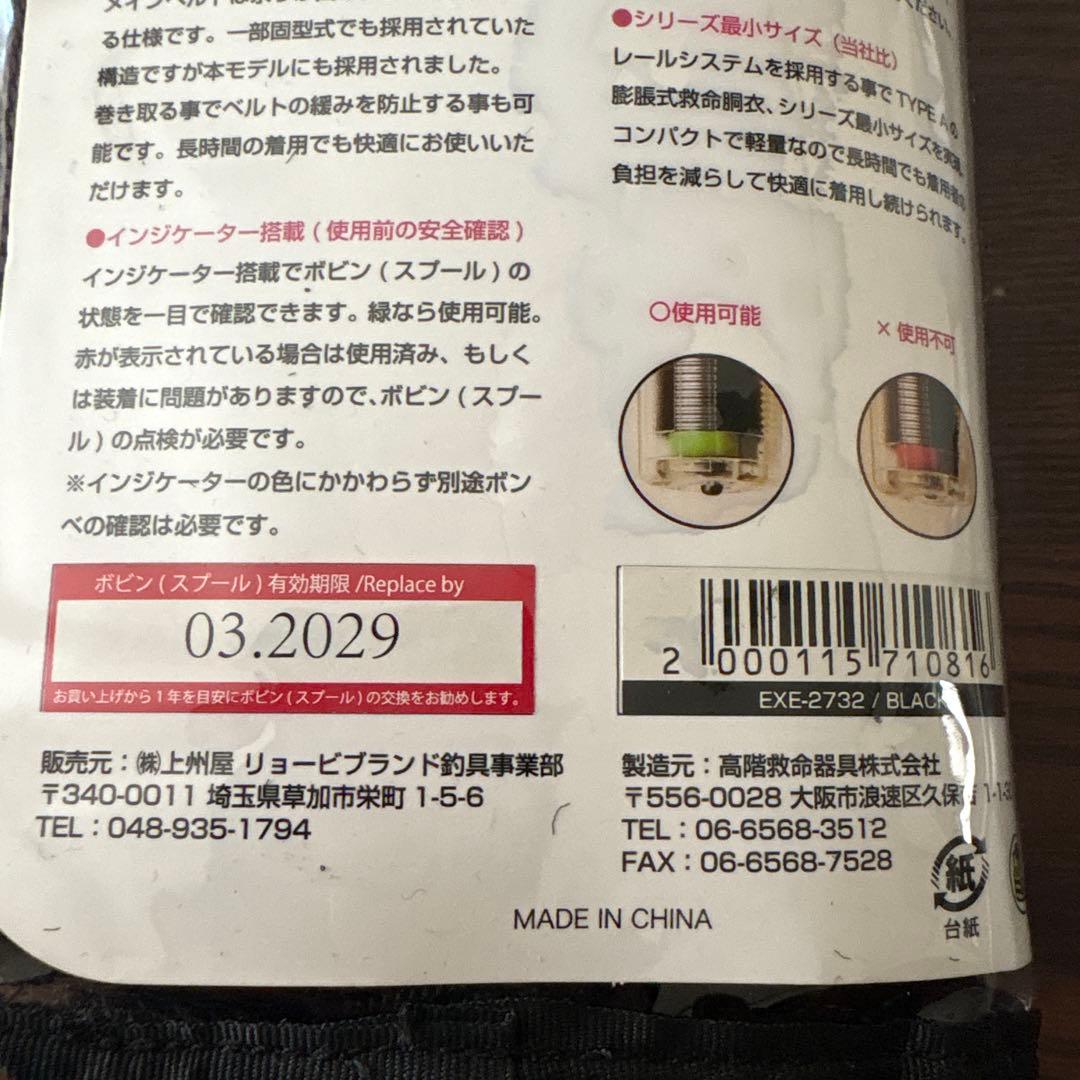 る仕様です。一部固型式でも採用されていた
構造ですが本モデルにも採用されました。
巻き取る事でベルトの緩みを防止する事も可
能です。長時間の着用でも快適にお使いいた
だけます。
●インジケーター搭載(使用前の安全確認)
インジケーター搭載でボビン(スプール)の
状態を一目で確認できます。緑なら使用可能。
赤が表示されている場合は使用済み、もしく
は装着に問題がありますので、ボビン(スプー
ル)の点検が必要です。
※インジケーターの色にかかわらず別途ボン
ベの確認は必要です。
ボビン(スプール)有効期限/Replace by
03.2029
お買い上げから1年を目安にボビン(スプール)の交換をお勧めします。
販売元:㈱上州屋 リョービブランド釣具事業部
〒340-0011 埼玉県草加市栄町 1-5-6
TEL:048-935-1794
ください。
●シリーズ最小サイズ(当社比)
レールシステムを採用する事で TYPE Aの
膨脹式救命胴衣、シリーズ最小サイズを実現。
コンパクトで軽量なので長時間でも着用者の
負担を減らして快適に着用し続けられます。
○使用可能
×使用不可
2 000115 710816
EXE-2732 / BLACK
製造元:高階救命器具株式会社
〒556-0028 大阪市浪速区久保吉 1-1-
TEL:06-6568-3512
FAX:06-6568-7528
紙
台紙
MADE IN CHINA